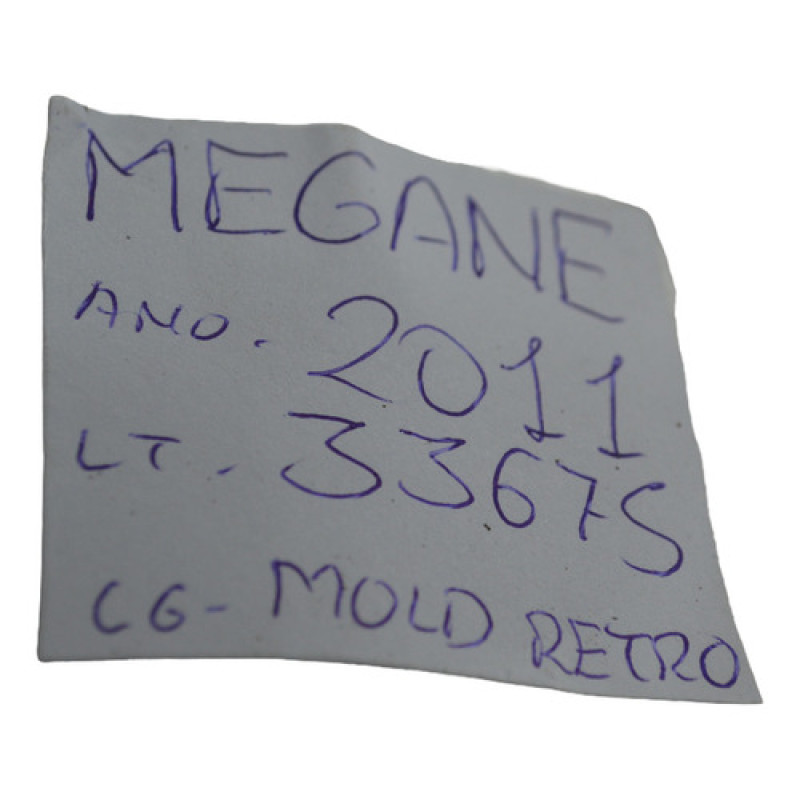 MEGANE
ANO. 2011
LT. 33675
CG- MOLD RETRO